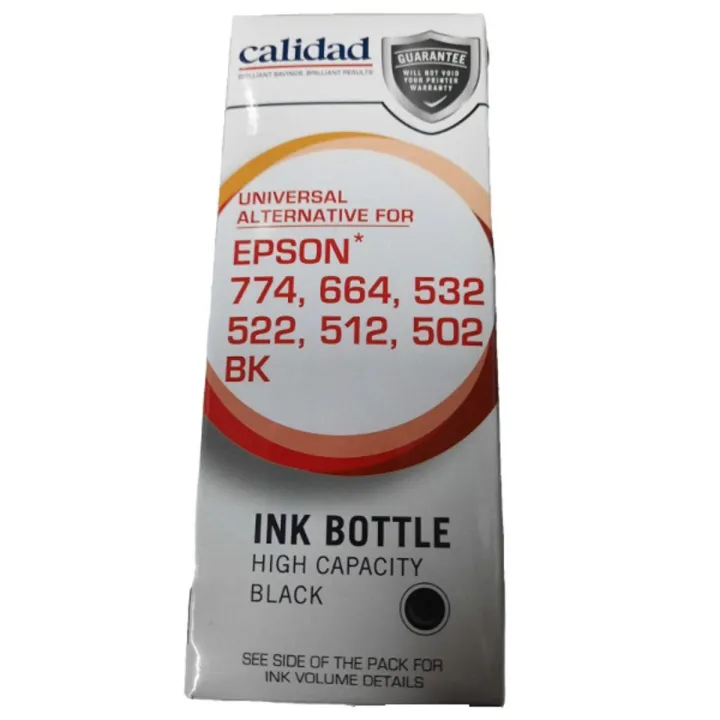 calidad
BRILLIANT SAVINGS. BRILLIANT RESULTS
GUARANTEE
WILL NOT VOID
YOUR PRINTER
WARRANTY
UNIVERSAL
ALTERNATIVE FOR
EPSON*
774, 664, 532
522, 512, 502
BK
INK BOTTLE
HIGH CAPACITY
BLACK
SEE SIDE OF THE PACK FOR
INK VOLUME DETAILS